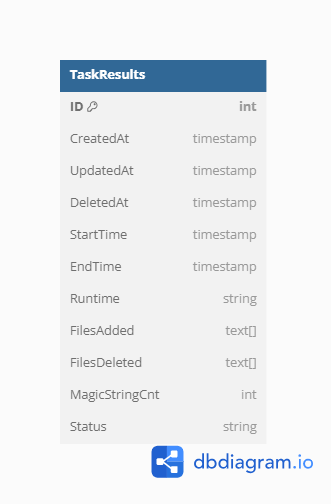 TaskResults
ID int
CreatedAt timestamp
UpdatedAt timestamp
DeletedAt timestamp
StartTime timestamp
EndTime timestamp
Runtime string
FilesAdded text[]
FilesDeleted text[]
MagicStringCnt int
Status string
dbdiagram.io